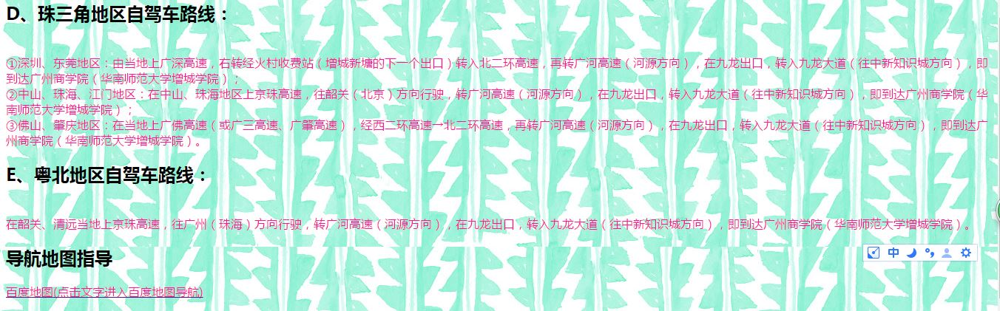 D、珠三角地区自驾车路线：
①深圳、东莞地区：由当地上广深高速，右转经火村收费站（增城新塘的下一个出口）转入北二环高速，再转广河高速（河源方向），在九龙出口，转入九龙大道（往中新知识城方向），即
到达广州商学院（华南师范大学增城学院）；
②中山、珠海、江门地区：在中山、珠海地区上京珠高速，往韶关（北京）方向行驶，转广河高速（河源方向），在九龙出口，转入九龙大道（往中新知识城方向），即到达广州商学院（华
南师范大学增城学院）；
③佛山、肇庆地区：在当地上广佛高速（或广三高速、广肇高速），经西二环高速→北二环高速，再转广河高速（河源方向），在九龙出口，转入九龙大道（往中新知识城方向），即到达广
州商学院（华南师范大学增城学院）。
E、粤北地区自驾车路线：
在韶关、清远当地上京珠高速，往广州（珠海）方向行驶，转广河高速（河源方向），在九龙出口，转入九龙大道（往中新知识城方向），即到达广州商学院（华南师范大学增城学院）。
导航地图指导
中
百度地图(点击文字进入百度地图导航)